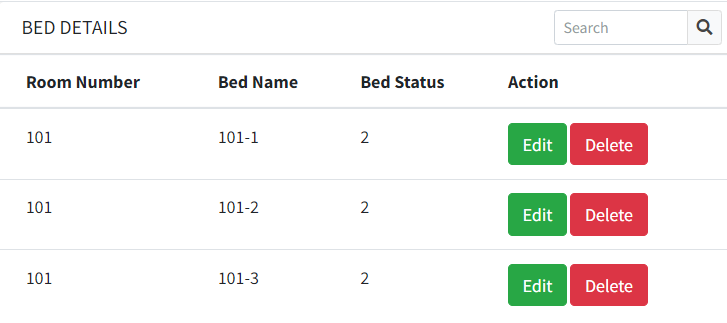 BED DETAILS Search
Room Number Bed Name Bed Status Action
101 101-1 2 Edit Delete
101 101-2 2 Edit Delete
101 101-3 2 Edit Delete